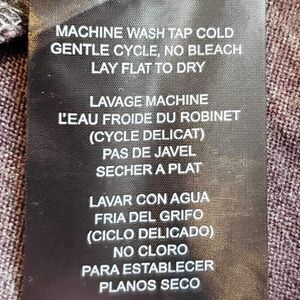 MACHINE WASH TAP COLD
GENTLE CYCLE, NO BLEACH
LAY FLAT TO DRY
LAVAGE MACHINE
L'EAU FROIDE DU ROBINET
(CYCLE DELICAT)
PAS DE JAVEL
SECHER A PLAT
LAVAR CON AGUA
FRIA DEL GRIFO
(CICLO DELICADO)
NO CLORO
PARA ESTABLECER
PLANOS SECO